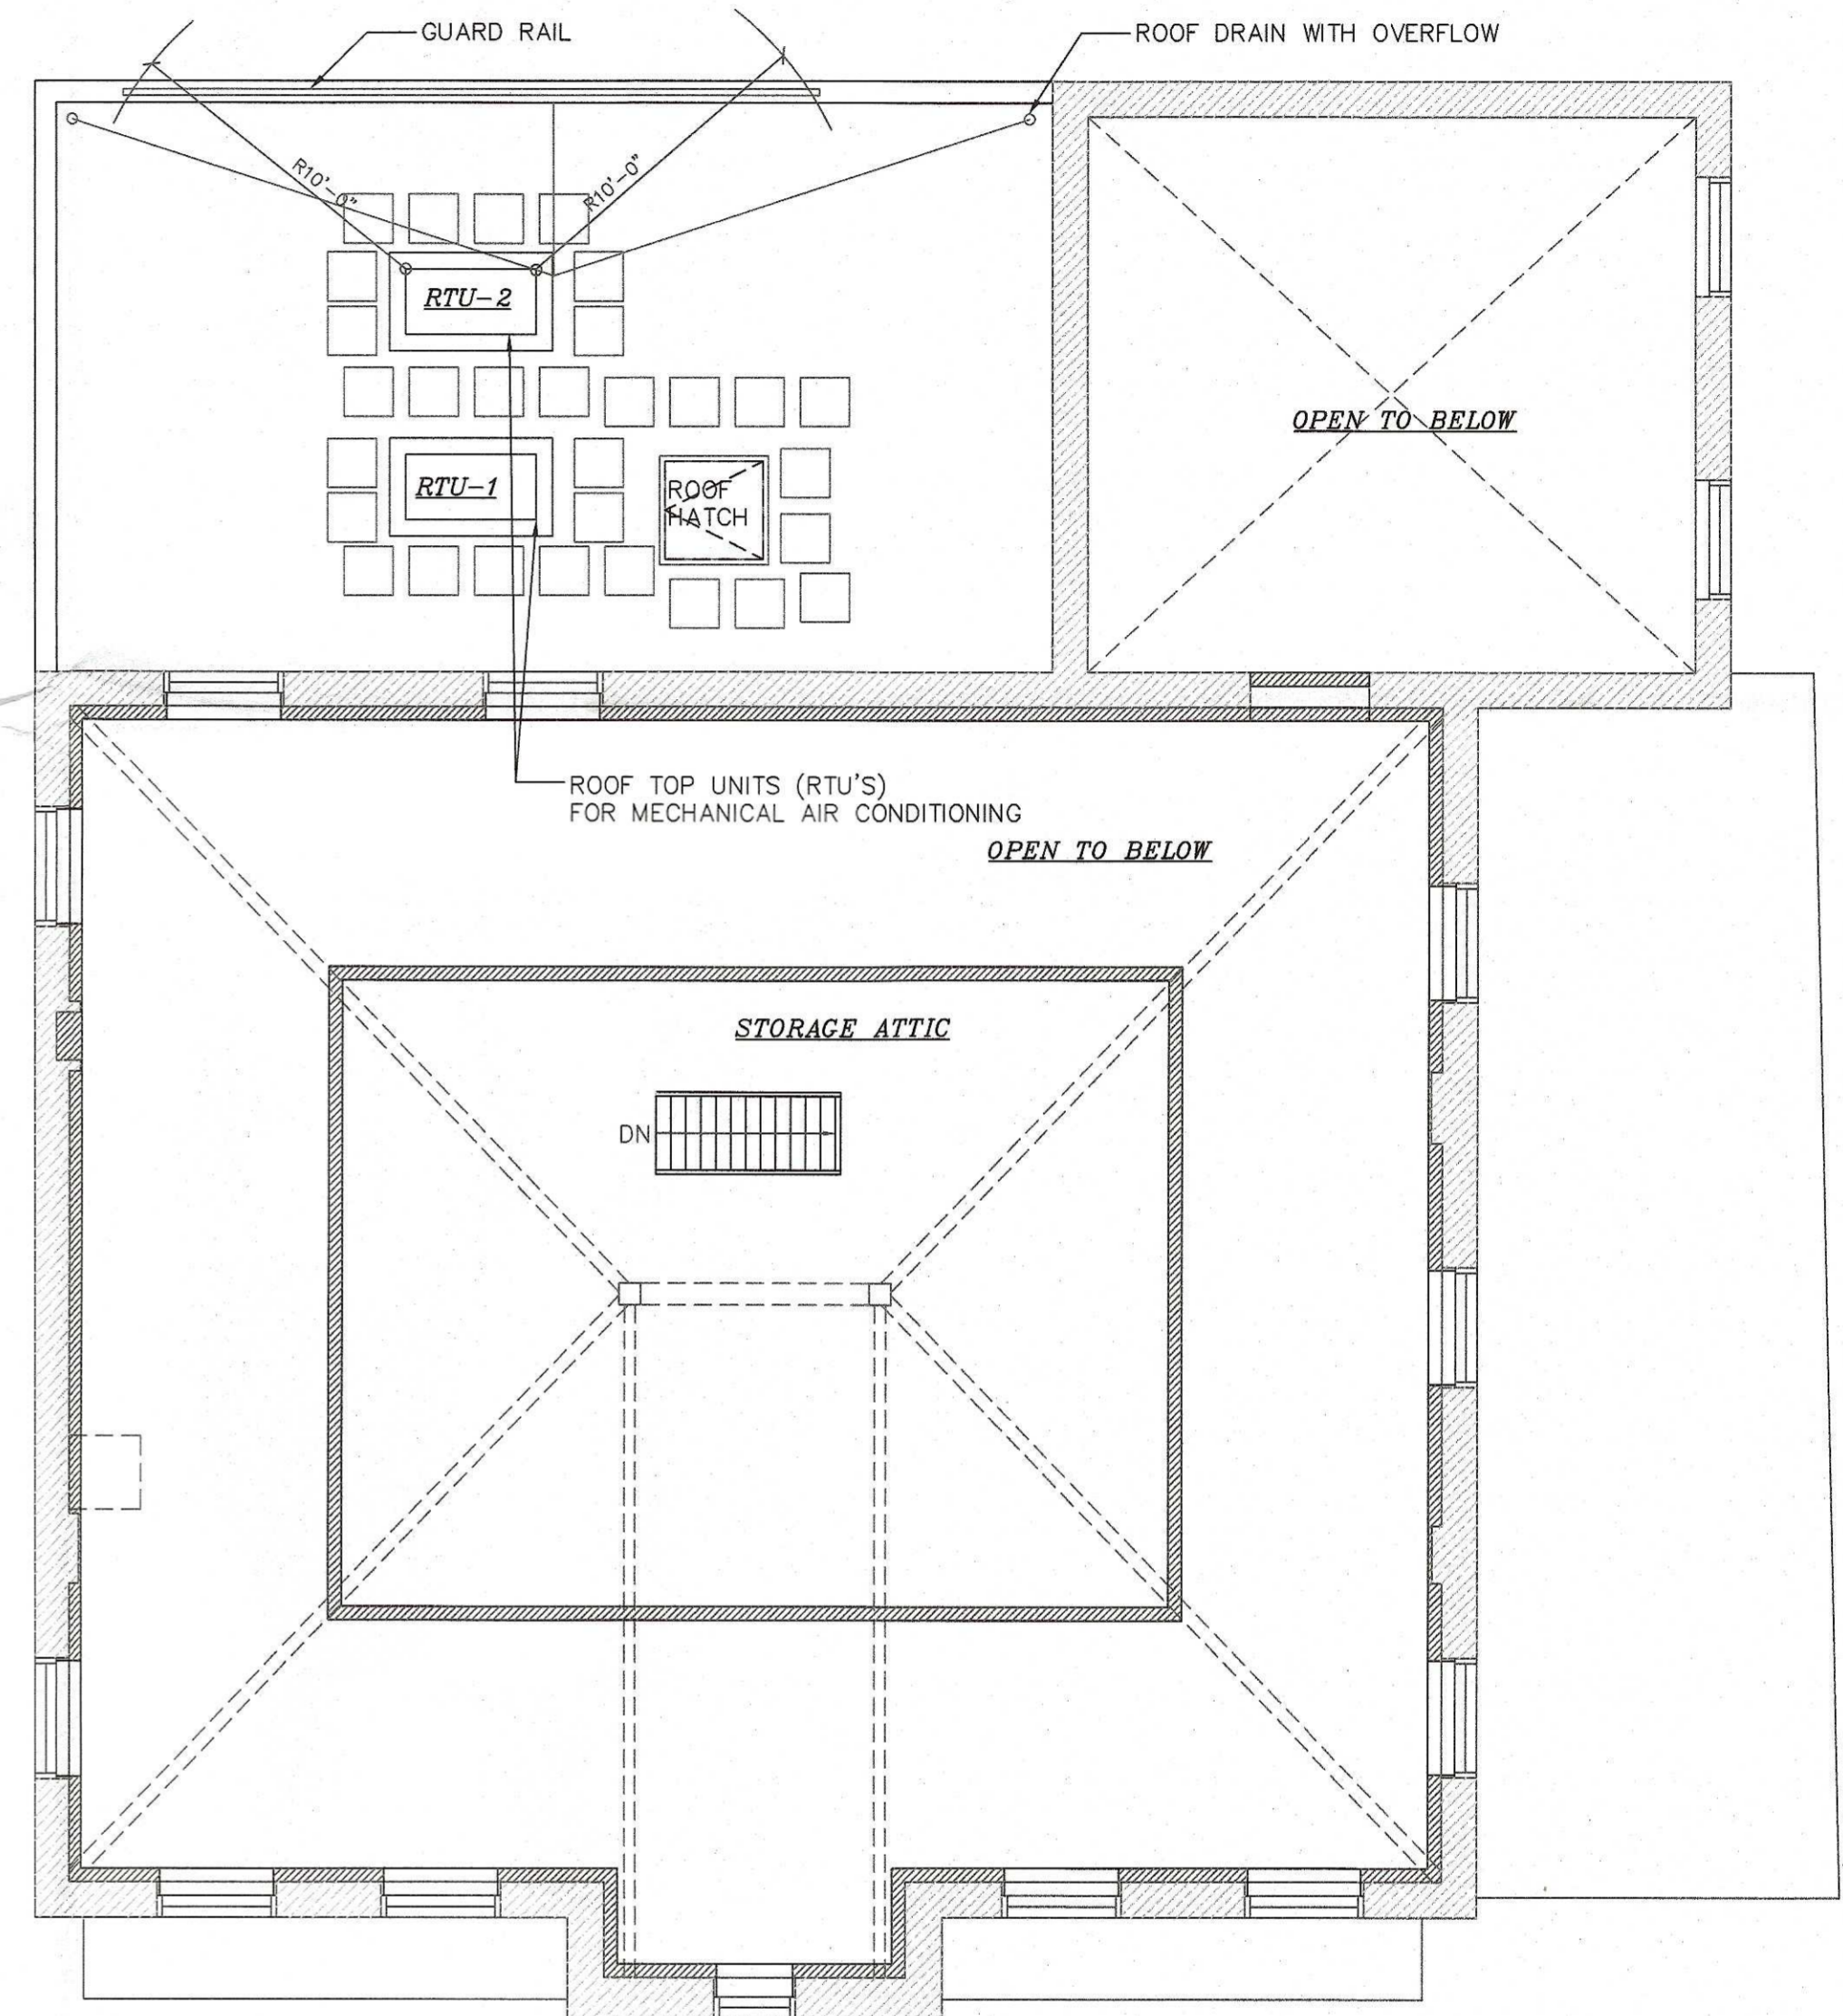 GUARD RAIL
ROOF DRAIN WITH OVERFLOW
R10'-0"
R10'-0"
RTU-2
OPEN TO BELOW
RTU-1
ROOF
HATCH
ROOF TOP UNITS (RTU'S)
FOR MECHANICAL AIR CONDITIONING
OPEN TO BELOW
STORAGE ATTIC
DN